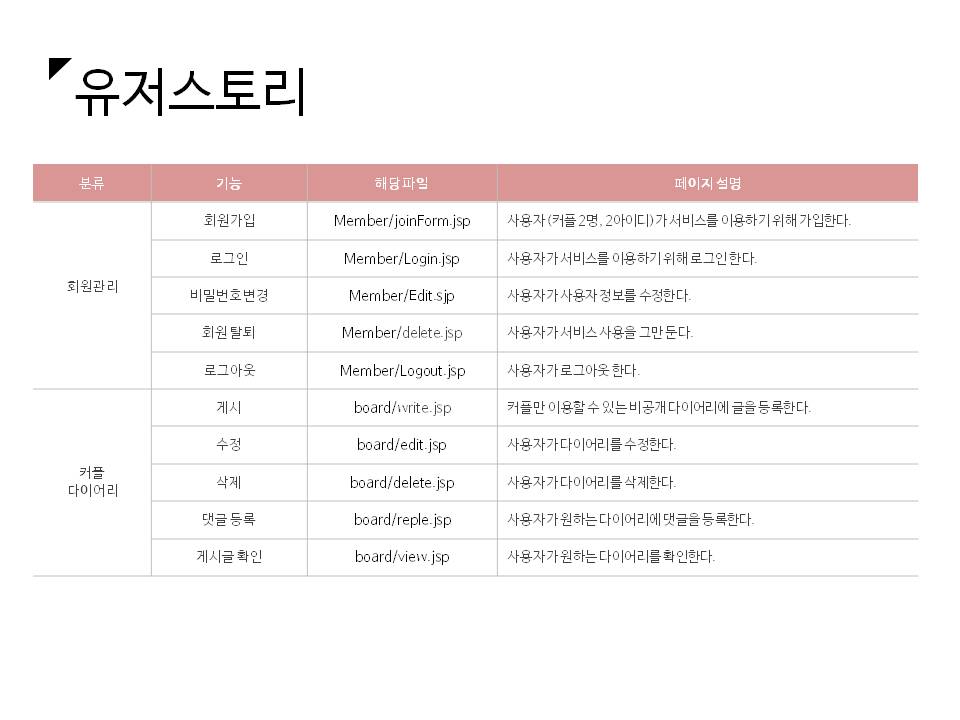 유저스토리
분류 기능 해당파일 페이지 설명
회원관리
회원가입 Member/joinForm.jsp 사용자 (커플 2명, 2아이디)가 서비스를 이용하기 위해 가입한다.
로그인 Member/Login.jsp 사용자가 서비스를 이용하기 위해 로그인 한다.
비밀번호변경 Member/Edit.sjp 사용자가 사용자 정보를 수정한다.
회원 탈퇴 Member/delete.jsp 사용자가 서비스 사용을 그만 둔다.
로그아웃 Member/Logout.jsp 사용자가 로그아웃 한다.
커플
다이어리
게시 board/write.jsp 커플만 이용할 수 있는 비공개 다이어리에 글을 등록한다.
수정 board/edit.jsp 사용자가 다이어리를 수정한다.
삭제 board/delete.jsp 사용자가 다이어리를 삭제한다.
댓글 등록 board/reple.jsp 사용자가 원하는 다이어리에 댓글을 등록한다.
게시글 확인 board/view.jsp 사용자가 원하는 다이어리를 확인한다.